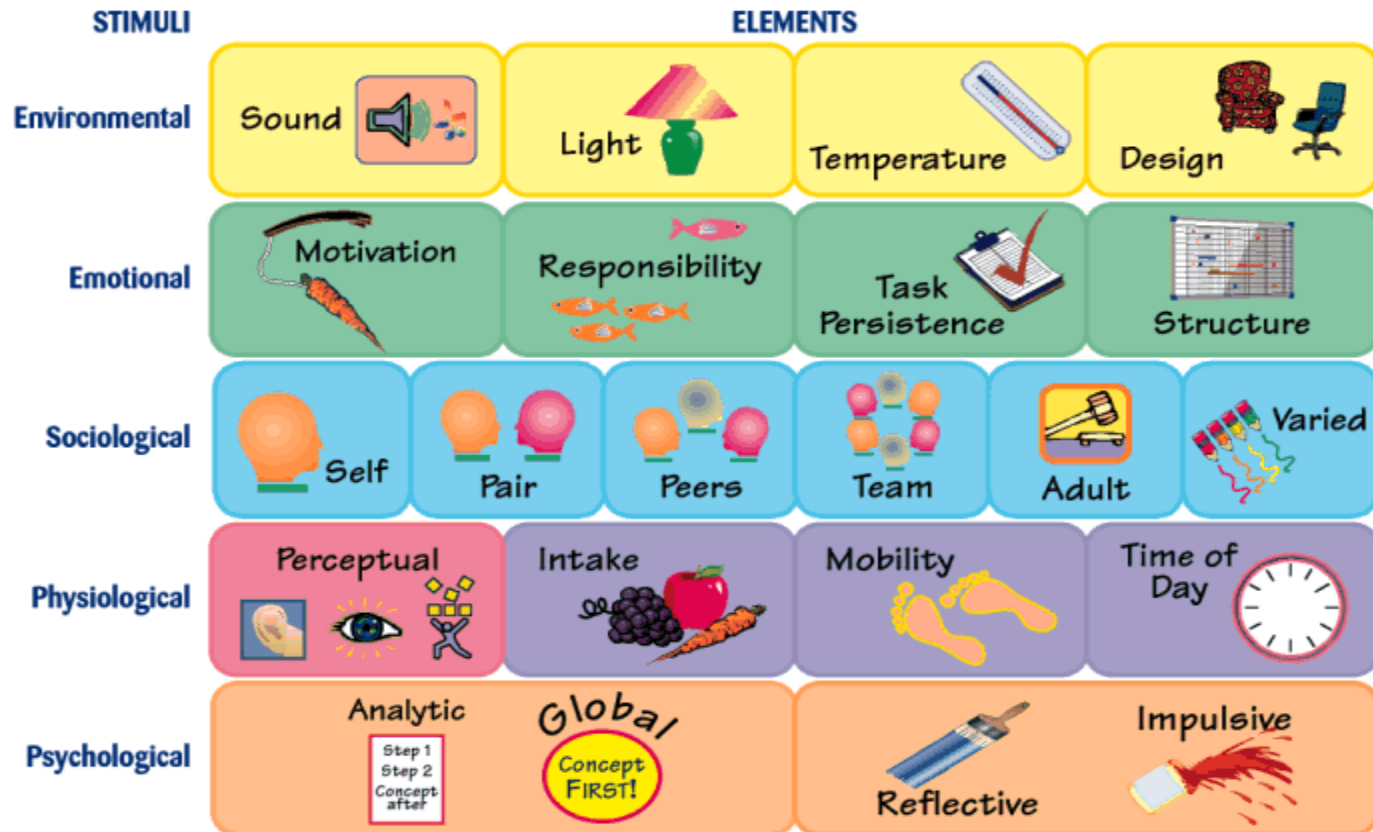 STIMULI ELEMENTS
Environmental
Sound
Light
Temperature
Design
Emotional
Motivation
Responsibility
Task
Persistence
Structure
Sociological
Self
Pair
Peers
Team
Adult
Varied
Physiological
Perceptual
Intake
Mobility
Time of
Day
Psychological
Analytic
Step 1
Step 2
Concept
after
Global
Concept
FIRST!
Reflective
Impulsive